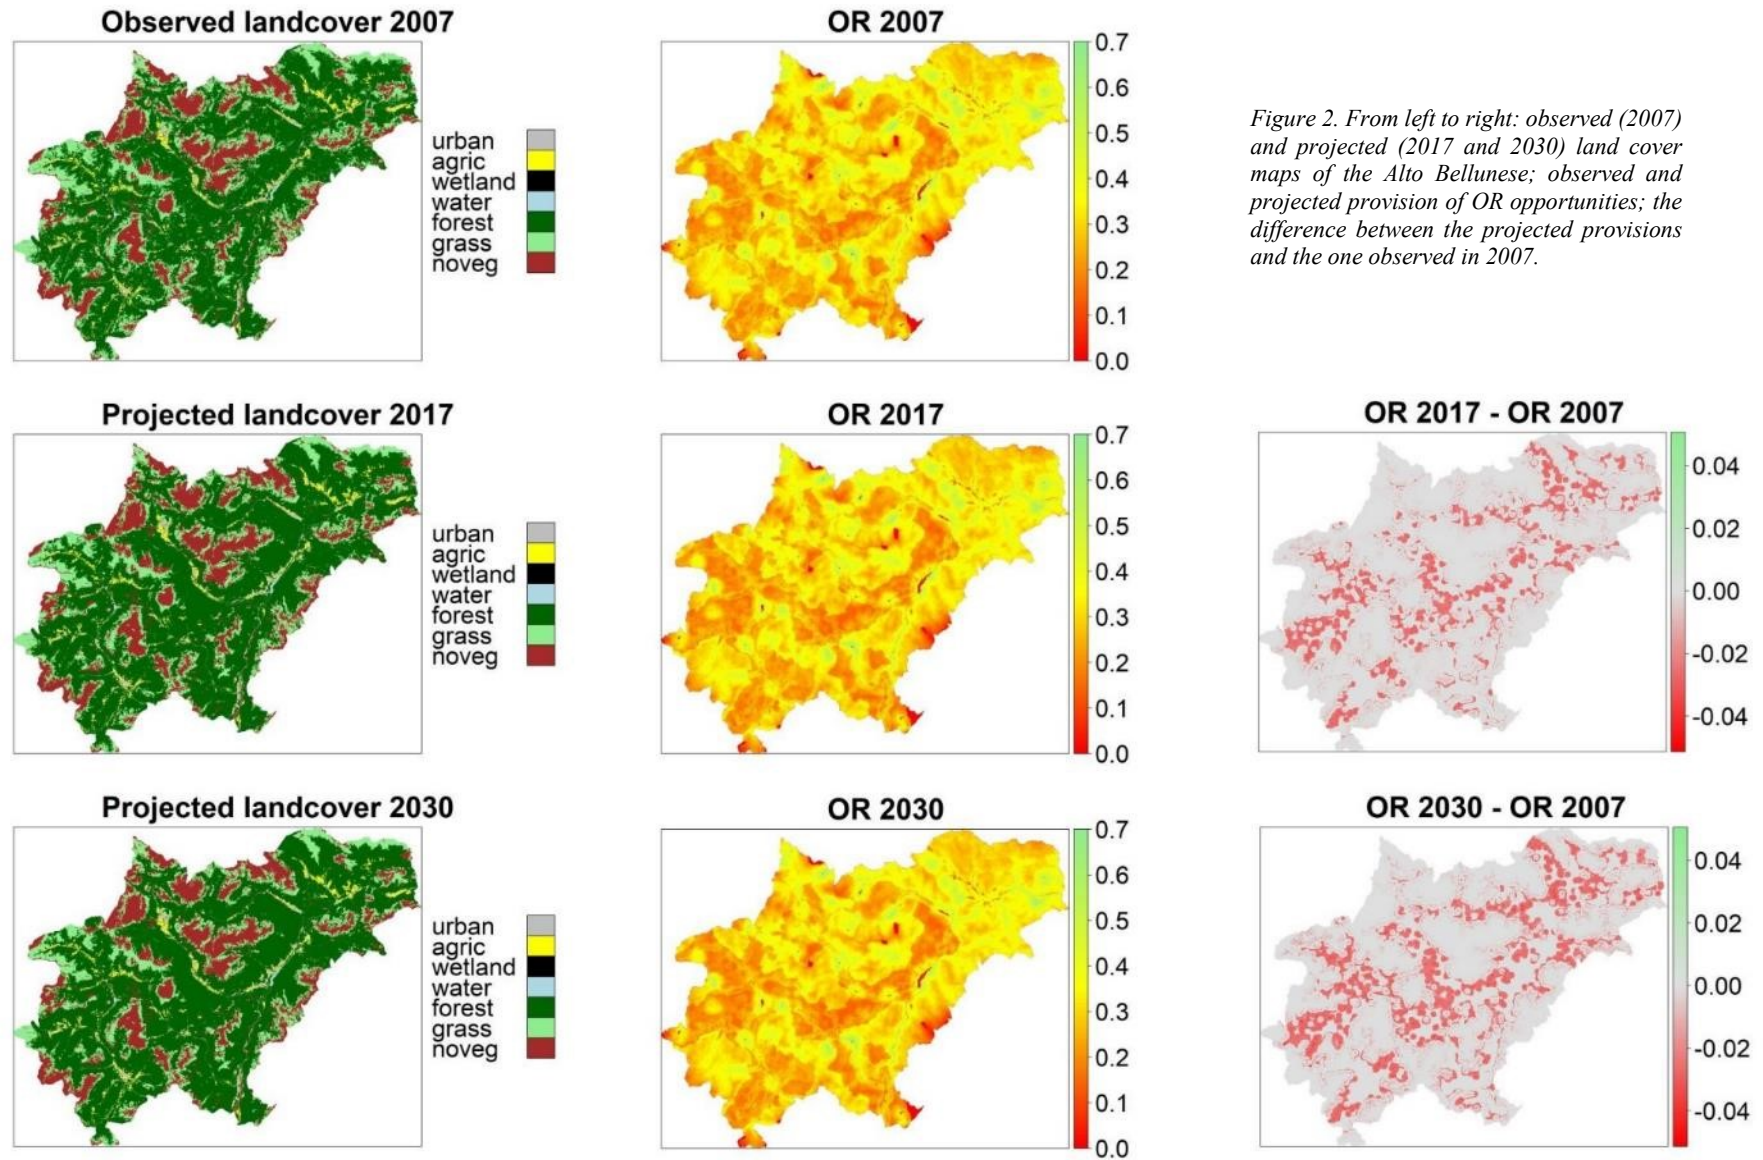 Observed landcover 2007
urban
agric
wetland
water
forest
grass
noveg
OR 2007
0.7
0.6
0.5
0.4
0.3
0.2
0.1
0.0
Figure 2. From left to right: observed (2007)
and projected (2017 and 2030) land cover
maps of the Alto Bellunese; observed and
projected provision of OR opportunities; the
difference between the projected provisions
and the one observed in 2007.
Projected landcover 2017
urban
agric
wetland
water
forest
grass
noveg
OR 2017
0.7
0.6
0.5
0.4
0.3
0.2
0.1
0.0
OR 2017 - OR 2007
0.04
0.02
0.00
-0.02
-0.04
Projected landcover 2030
urban
agric
wetland
water
forest
grass
noveg
OR 2030
0.7
0.6
0.5
0.4
0.3
0.2
0.1
0.0
OR 2030 - OR 2007
0.04
0.02
0.00
-0.02
-0.04